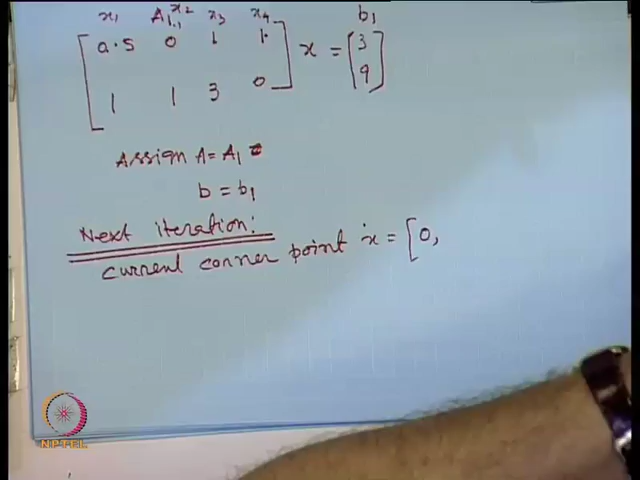 x₁ A₁,₁ x₂ x₃ x₄ b₁
[0.5 0 1 1] x = [3]
[1 1 3 0] [9]
Assign A = A₁
b = b₁
Next iteration:
current corner point x = [0,
NPTEL